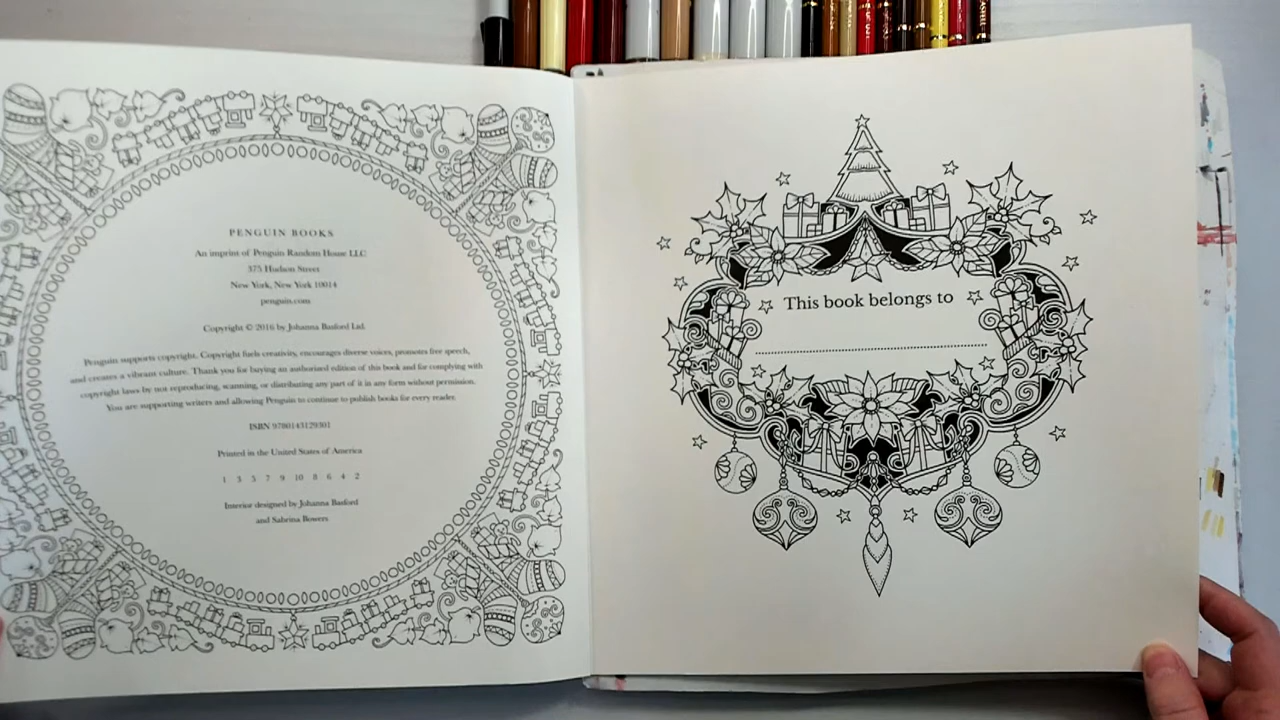 PENGUIN BOOKS
An imprint of Penguin Random House LLC
375 Hudson Street
New York, New York 10014
penguin.com
Copyright © 2016 by Johanna Basford Ltd.
Penguin supports copyright. Copyright fuels creativity, encourages diverse voices, promotes free speech,
and creates a vibrant culture. Thank you for buying an authorized edition of this book and for complying with
copyright laws by not reproducing, scanning, or distributing any part of it in any form without permission.
You are supporting writers and allowing Penguin to continue to publish books for every reader.
ISBN 9780143129301
Printed in the United States of America
1 3 5 7 9 10 8 6 4 2
Interior designed by Johanna Basford
and Sabrina Bowers
This book belongs to